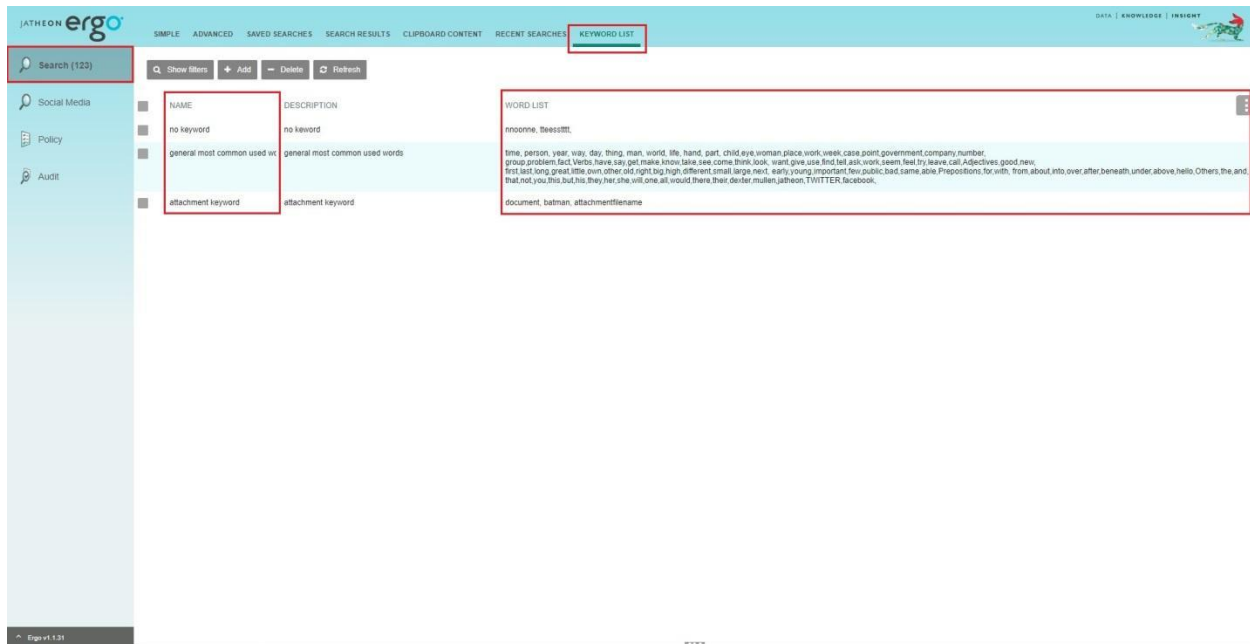 JATHEON ergo
DATA | KNOWLEDGE | INSIGHT
SIMPLE ADVANCED SAVED SEARCHES SEARCH RESULTS CLIPBOARD CONTENT RECENT SEARCHES KEYWORD LIST
Search (123)
Social Media
Policy
Audit
Show filters Add Delete Refresh
NAME DESCRIPTION WORD LIST
no keyword no keword nnoonne, tteesstttt,
general most common used wc general most common used words time, person, year, way, day, thing, man, world, life, hand, part, child,eye,woman,place,work,week,case,point,government,company,number,
group,problem,fact,Verbs,have,say,get,make,know,take,see,come,think,look, want,give,use,find,tell,ask,work,seem,feel,try,leave,call,Adjectives,good,new,
first,last,long,great,little,own,other,old,right,big,high,different,small,large,next, early,young,important,few,public,bad,same,able,Prepositions,for,with, from,about,into,over,after,beneath,under,above,hello,Others,the,and,
that,not,you,this,but,his,they,her,she,will,one,all,would,there,their,dexter,mullen,jatheon,TWITTER,facebook,
attachment keyword attachment keyword document, batman, attachmentfilename
Ergo v1.1.31